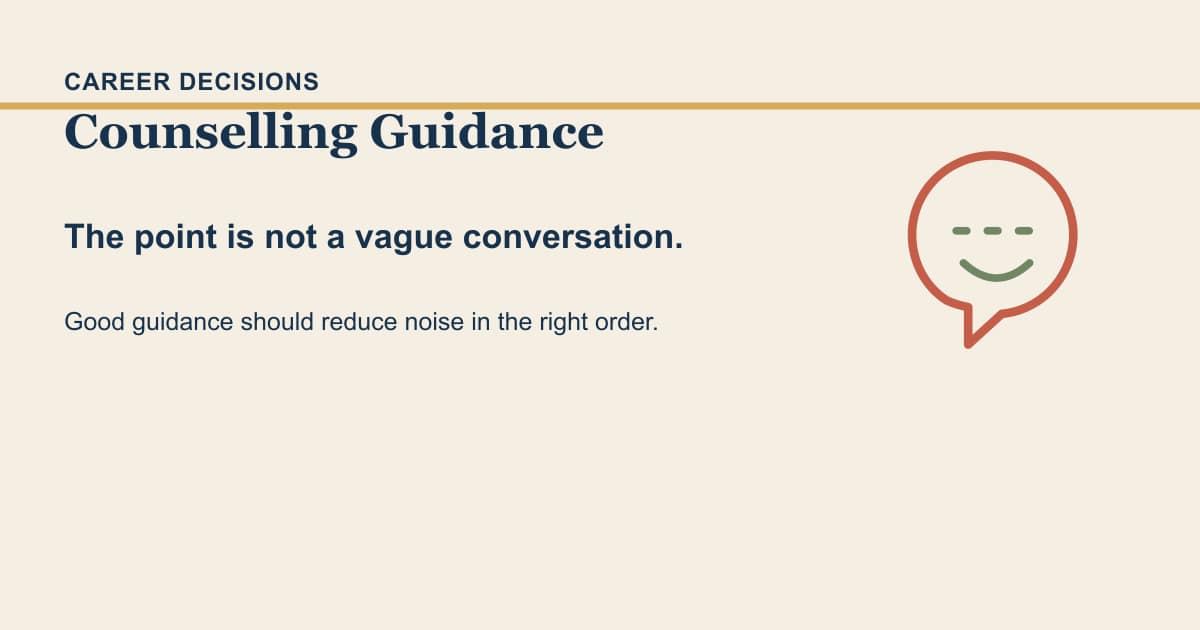 CAREER DECISIONS
Counselling Guidance
The point is not a vague conversation.
Good guidance should reduce noise in the right order.